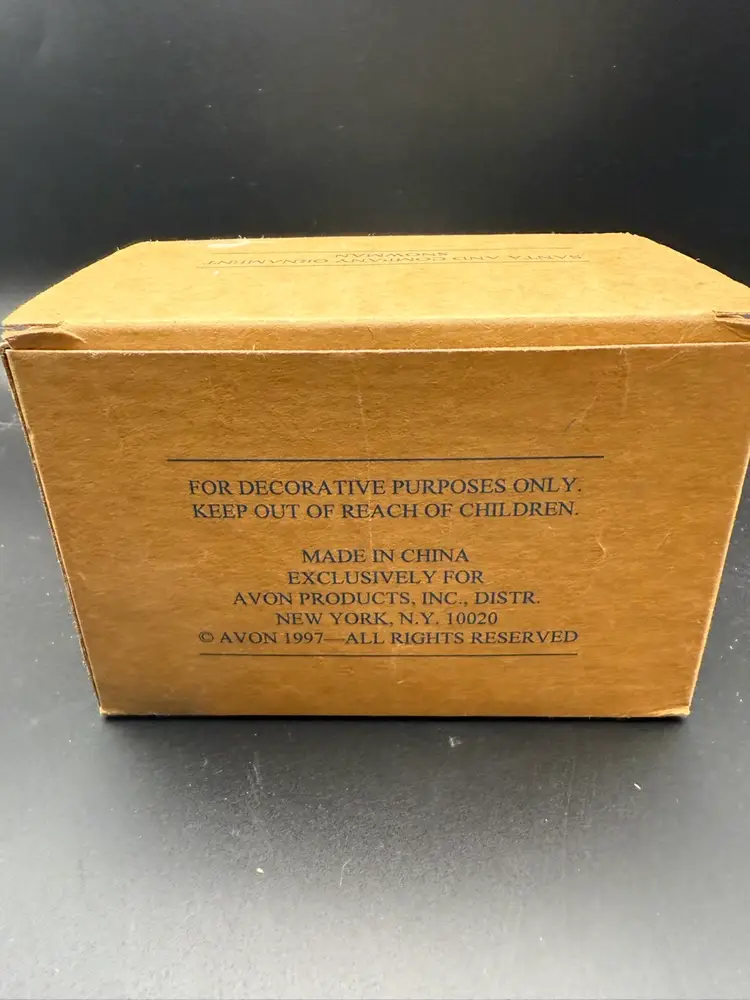 SANTA AND COMPANY ORNAMENT
SNOWMAN
FOR DECORATIVE PURPOSES ONLY.
KEEP OUT OF REACH OF CHILDREN.
MADE IN CHINA
EXCLUSIVELY FOR
AVON PRODUCTS, INC., DISTR.
NEW YORK, N.Y. 10020
© AVON 1997—ALL RIGHTS RESERVED